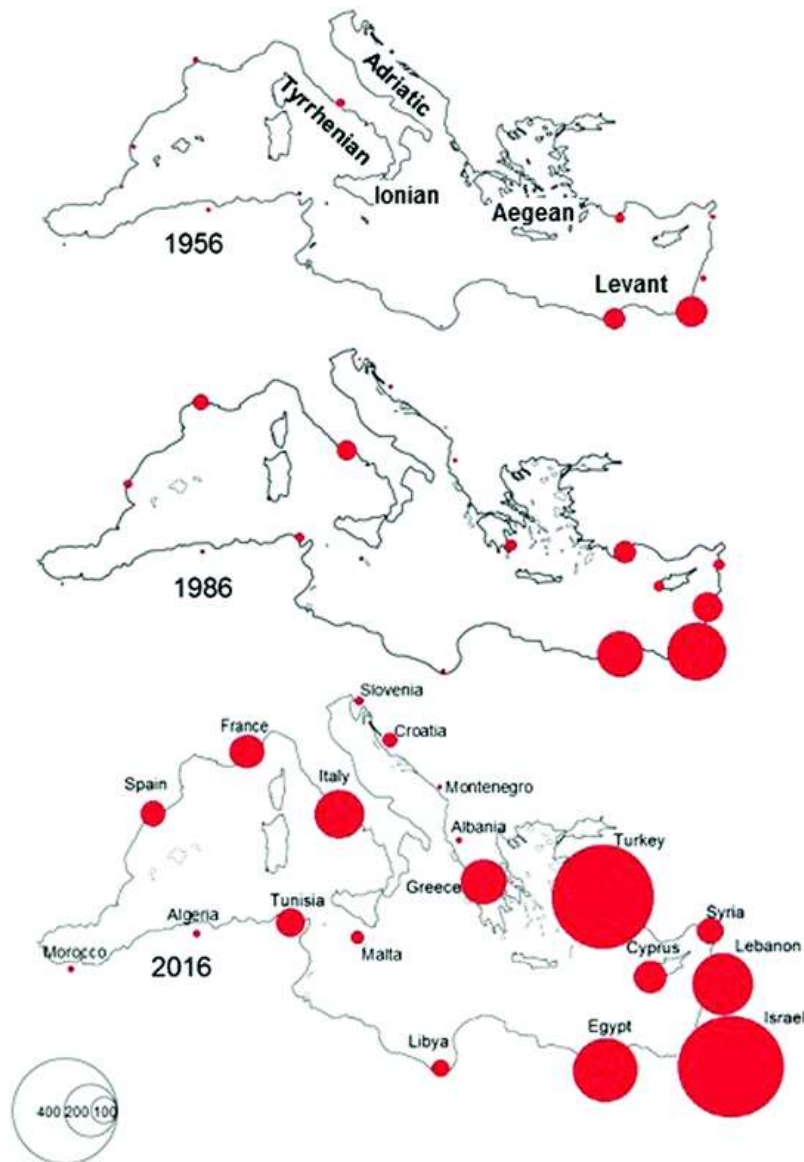 Adriatic
Tyrrhenian
Ionian
Aegean
1956
Levant
1986
Slovenia
France
Croatia
Spain
Italy
Montenegro
Albania
Turkey
Greece
Tunisia
Algeria
Syria
Morocco
Malta
Cyprus
Lebanon
2016
Israel
Libya
Egypt
400 200 100